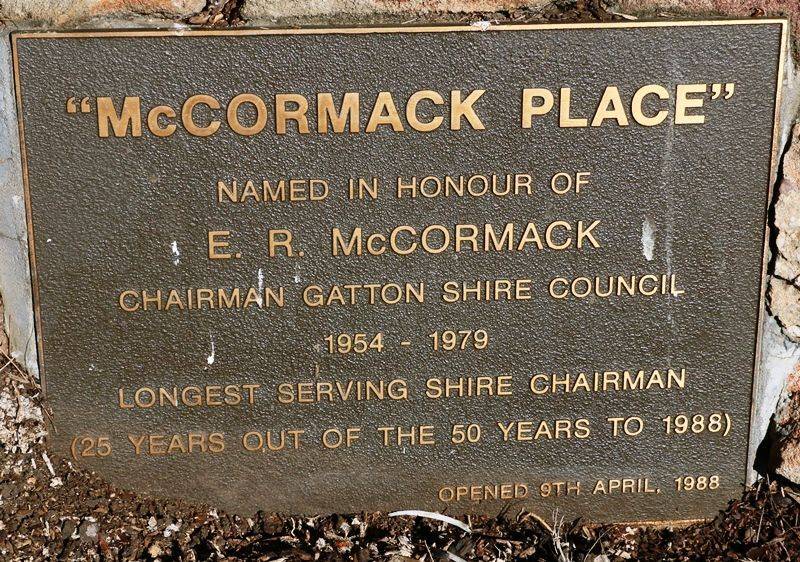 “McCORMACK PLACE”
NAMED IN HONOUR OF
E. R. McCORMACK
CHAIRMAN GATTON SHIRE COUNCIL
1954 - 1979
LONGEST SERVING SHIRE CHAIRMAN
(25 YEARS OUT OF THE 50 YEARS TO 1988)
OPENED 9TH APRIL, 1988